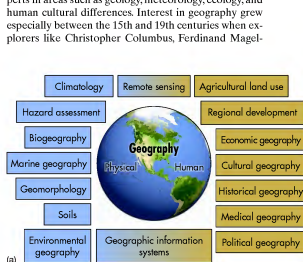 perts in areas such as geology, meteorology, ecology, and
human cultural differences. Interest in geography grew
especially between the 15th and 19th centuries when ex-
plorers like Christopher Columbus, Ferdinand Magel-
Climatology
Remote sensing
Agricultural land use
Hazard assessment
Regional development
Biogeography
Economic geography
Geography
Marine geography
Physical
Human
Cultural geography
Geomorphology
Historical geography
Soils
Medical geography
Environmental
geography
Geographic information
systems
Political geography
(a)